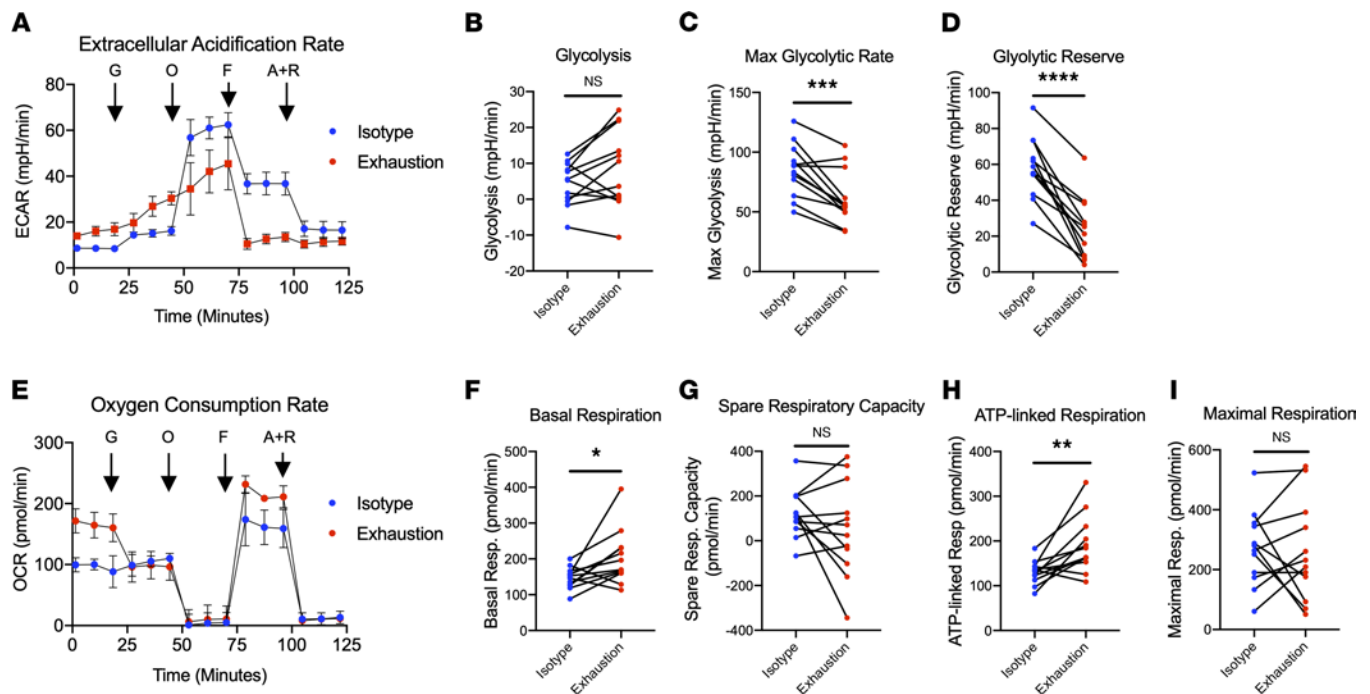 A
Extracellular Acidification Rate
G O F A+R
80
60
40
20
0
ECAR (mpH/min)
0 25 50 75 100 125
Time (Minutes)
Isotype
Exhaustion
B
Glycolysis
NS
30
20
10
0
-10
-20
Glycolysis (mpH/min)
Isotype
Exhaustion
C
Max Glycolytic Rate
***
150
100
50
0
Max Glycolysis (mpH/min)
Isotype
Exhaustion
D
Glyolytic Reserve
****
100
80
60
40
20
0
Glycolytic Reserve (mpH/min)
Isotype
Exhaustion
E
Oxygen Consumption Rate
G O F A+R
300
200
100
0
OCR (pmol/min)
0 25 50 75 100 125
Time (Minutes)
Isotype
Exhaustion
F
Basal Respiration
*
500
400
300
200
100
0
Basal Resp. (pmol/min)
Isotype
Exhaustion
G
Spare Respiratory Capacity
NS
400
200
0
-200
-400
Spare Resp. Capacity
(pmol/min)
Isotype
Exhaustion
H
ATP-linked Respiration
**
400
300
200
100
0
ATP-linked Resp (pmol/min)
Isotype
Exhaustion
I
Maximal Respiration
NS
600
400
200
0
Maximal Resp. (pmol/min)
Isotype
Exhaustion